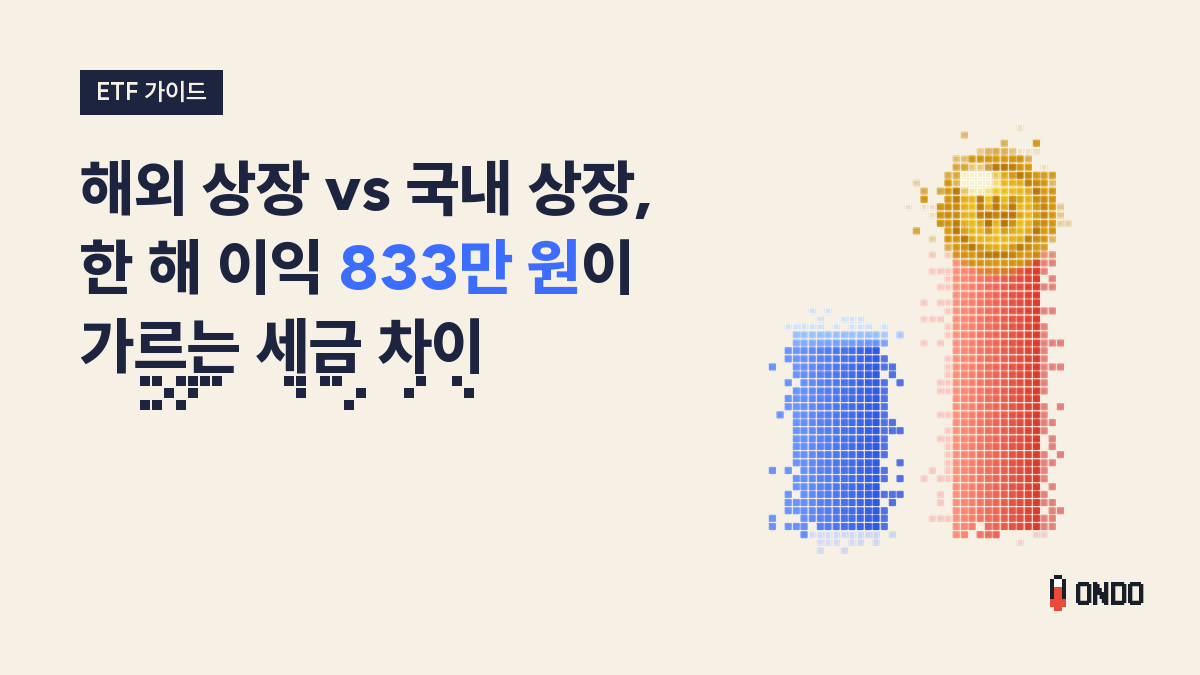 ETF 가이드
해외 상장 vs 국내 상장,
한 해 이익 833만 원이
가르는 세금 차이
ONDO